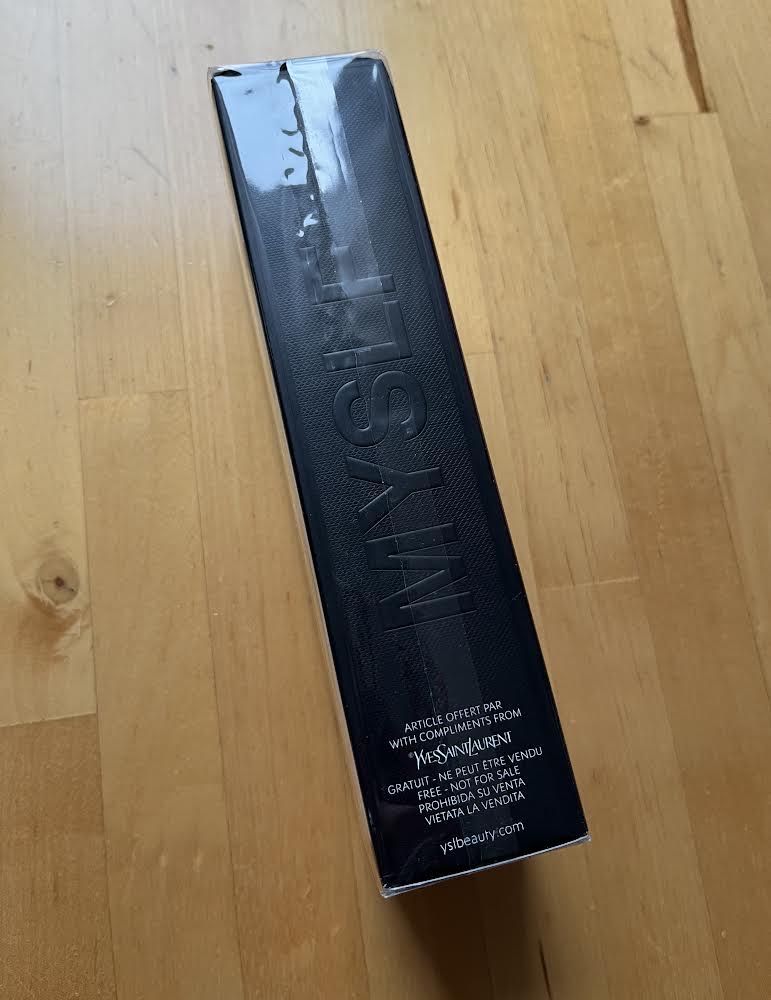 MYSLF
ARTICLE OFFERT PAR
WITH COMPLIMENTS FROM
YVESSAINTLAURENT
GRATUIT - NE PEUT ÊTRE VENDU
FREE - NOT FOR SALE
PROHIBIDA SU VENTA
VIETATA LA VENDITA
yslbeauty.com